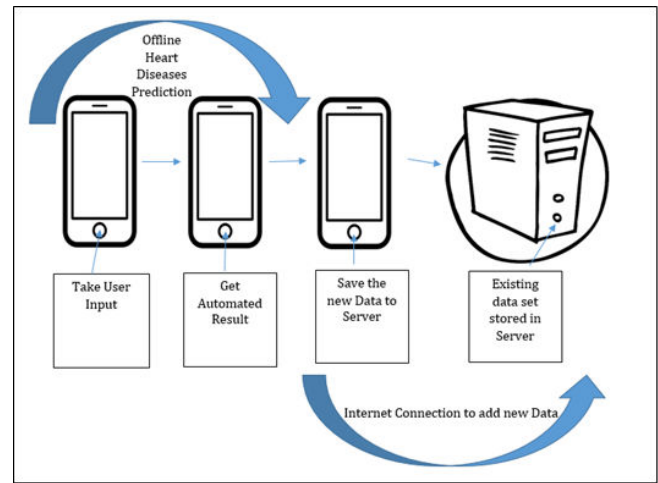 Offline
Heart
Diseases
Prediction
Take User
Input
Get
Automated
Result
Save the
new Data to
Server
Existing
data set
stored in
Server
Internet Connection to add new Data